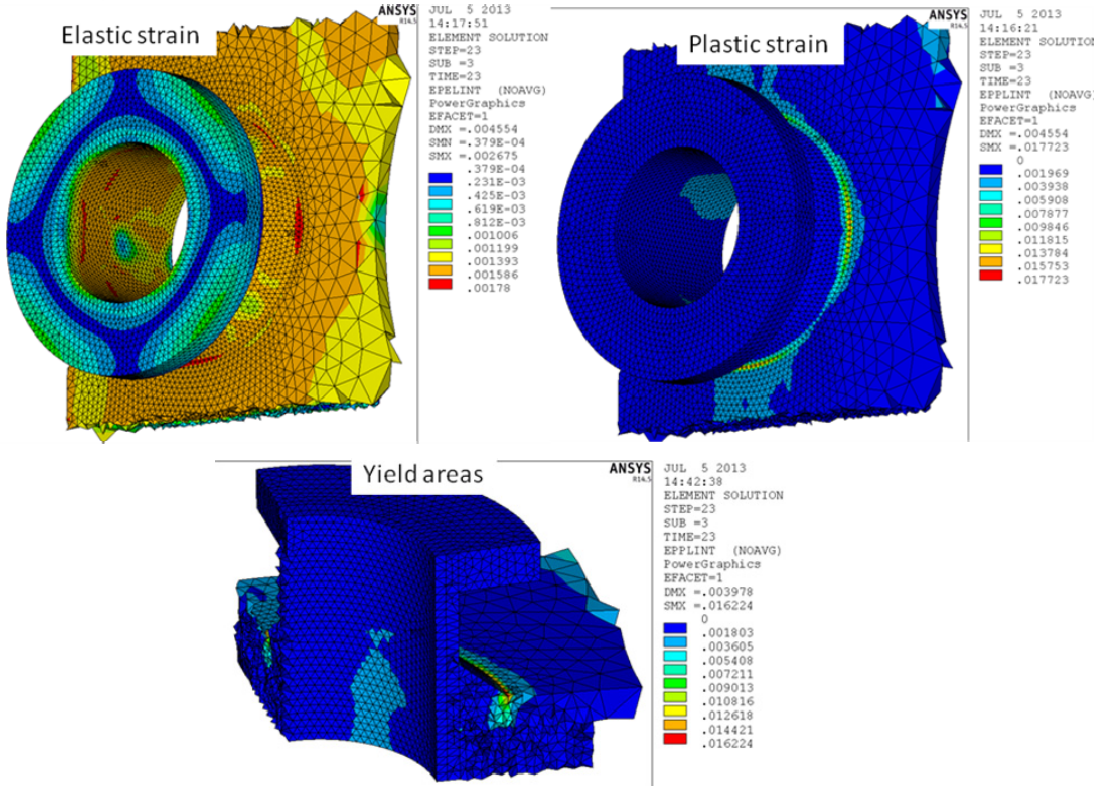 Elastic strain
ANSYS
R14.5
JUL 5 2013
14:17:51
ELEMENT SOLUTION
STEP=23
SUB =3
TIME=23
EPELINT (NOAVG)
PowerGraphics
EFACET=1
DMX =.004554
SMN =.379E-04
SMX =.002675
.379E-04
.231E-03
.425E-03
.619E-03
.812E-03
.001006
.001199
.001393
.001586
.00178
Plastic strain
ANSYS
R14.5
JUL 5 2013
14:16:21
ELEMENT SOLUTION
STEP=23
SUB =3
TIME=23
EPPLINT (NOAVG)
PowerGraphics
EFACET=1
DMX =.004554
SMX =.017723
0
.001969
.003938
.005908
.007877
.009846
.011815
.013784
.015753
.017723
Yield areas
ANSYS
R14.5
JUL 5 2013
14:42:38
ELEMENT SOLUTION
STEP=23
SUB =3
TIME=23
EPPLINT (NOAVG)
PowerGraphics
EFACET=1
DMX =.003978
SMX =.016224
0
.001803
.003605
.005408
.007211
.009013
.010816
.012618
.014421
.016224